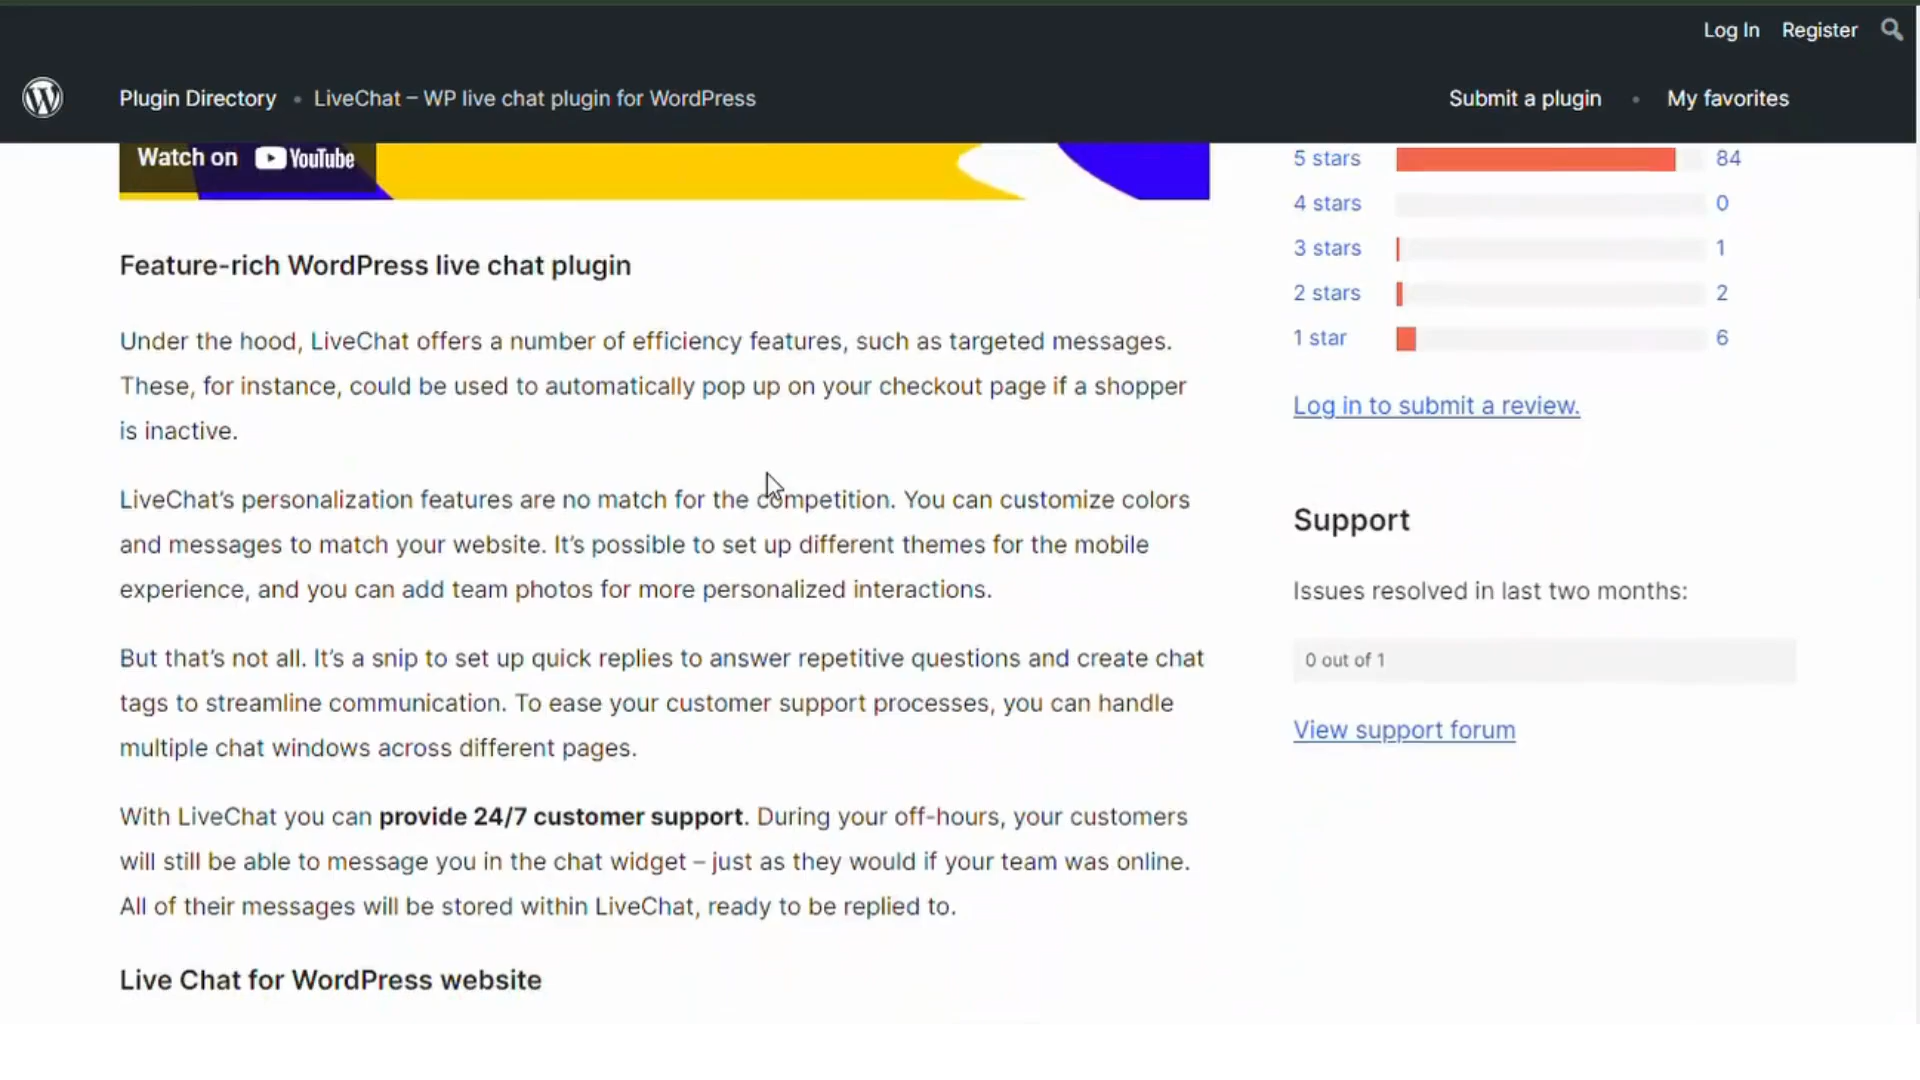 Log In Register
Plugin Directory • LiveChat – WP live chat plugin for WordPress
Submit a plugin • My favorites
Watch on YouTube
Feature-rich WordPress live chat plugin
Under the hood, LiveChat offers a number of efficiency features, such as targeted messages.
These, for instance, could be used to automatically pop up on your checkout page if a shopper
is inactive.
LiveChat’s personalization features are no match for the competition. You can customize colors
and messages to match your website. It’s possible to set up different themes for the mobile
experience, and you can add team photos for more personalized interactions.
But that’s not all. It’s a snip to set up quick replies to answer repetitive questions and create chat
tags to streamline communication. To ease your customer support processes, you can handle
multiple chat windows across different pages.
With LiveChat you can provide 24/7 customer support. During your off-hours, your customers
will still be able to message you in the chat widget – just as they would if your team was online.
All of their messages will be stored within LiveChat, ready to be replied to.
Live Chat for WordPress website
5 stars 84
4 stars 0
3 stars 1
2 stars 2
1 star 6
Log in to submit a review.
Support
Issues resolved in last two months:
0 out of 1
View support forum